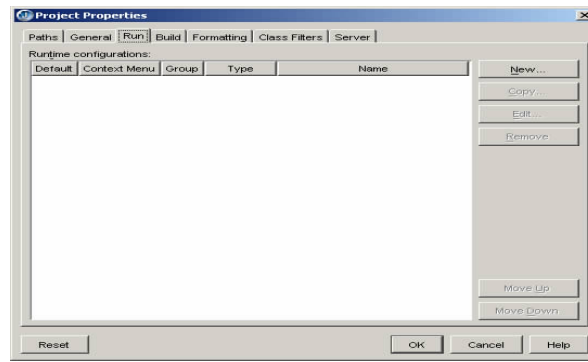 Project Properties
Paths General Run Build Formatting Class Filters Server
Runtime configurations:
Default Context Menu Group Type Name
New...
Copy...
Edit...
Remove
Move Up
Move Down
Reset OK Cancel Help